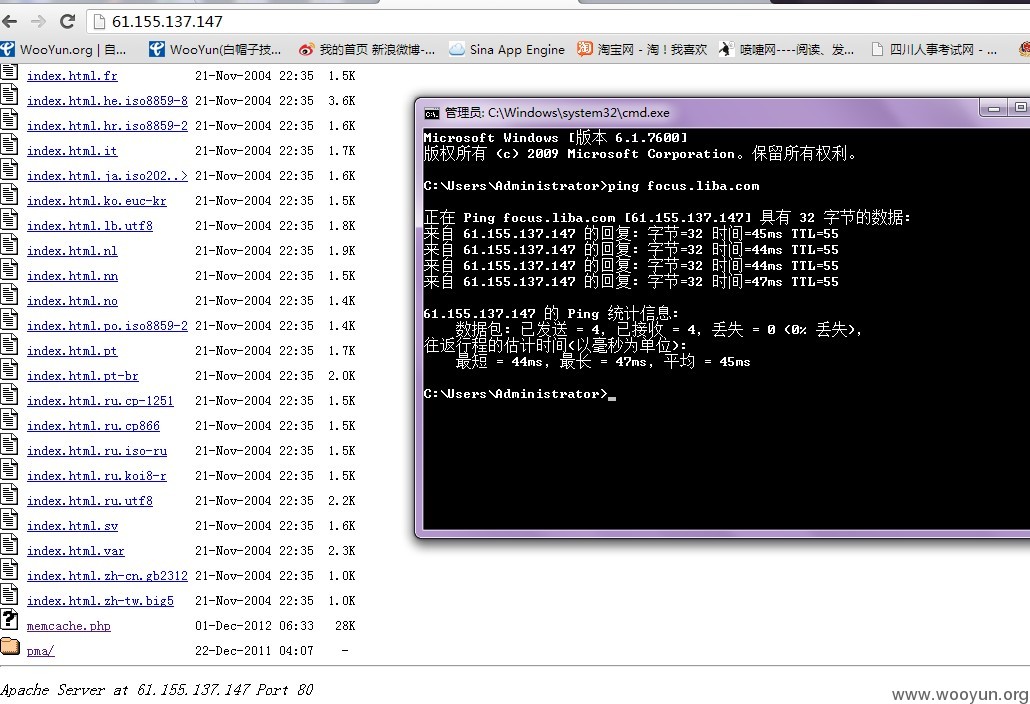 61.155.137.147
WooYun.org | 自...
WooYun(白帽子技...
我的首页 新浪微博-...
Sina App Engine
淘宝网 - 淘！我喜欢
喷嚏网----阅读、发...
四川人事考试网 - ...
index.html.fr 21-Nov-2004 22:35 1.5K
index.html.he.iso8859-8 21-Nov-2004 22:35 3.6K
index.html.hr.iso8859-2 21-Nov-2004 22:35 1.6K
index.html.it 21-Nov-2004 22:35 1.7K
index.html.ja.iso202..> 21-Nov-2004 22:35 1.6K
index.html.ko.euc-kr 21-Nov-2004 22:35 1.5K
index.html.lb.utf8 21-Nov-2004 22:35 1.8K
index.html.nl 21-Nov-2004 22:35 1.9K
index.html.nn 21-Nov-2004 22:35 1.5K
index.html.no 21-Nov-2004 22:35 1.4K
index.html.po.iso8859-2 21-Nov-2004 22:35 1.4K
index.html.pt 21-Nov-2004 22:35 1.7K
index.html.pt-br 21-Nov-2004 22:35 2.0K
index.html.ru.cp-1251 21-Nov-2004 22:35 1.5K
index.html.ru.cp866 21-Nov-2004 22:35 1.5K
index.html.ru.iso-ru 21-Nov-2004 22:35 1.5K
index.html.ru.koi8-r 21-Nov-2004 22:35 1.5K
index.html.ru.utf8 21-Nov-2004 22:35 2.2K
index.html.sv 21-Nov-2004 22:35 1.6K
index.html.var 21-Nov-2004 22:35 2.3K
index.html.zh-cn.gb2312 21-Nov-2004 22:35 1.0K
index.html.zh-tw.big5 21-Nov-2004 22:35 1.0K
memcache.php 01-Dec-2012 06:33 28K
pma/ 22-Dec-2011 04:07 -
Apache Server at 61.155.137.147 Port 80
管理员: C:\Windows\system32\cmd.exe
Microsoft Windows [版本 6.1.7600]
版权所有 (c) 2009 Microsoft Corporation。保留所有权利。
C:\Users\Administrator>ping focus.liba.com
正在 Ping focus.liba.com [61.155.137.147] 具有 32 字节的数据:
来自 61.155.137.147 的回复: 字节=32 时间=45ms TTL=55
来自 61.155.137.147 的回复: 字节=32 时间=44ms TTL=55
来自 61.155.137.147 的回复: 字节=32 时间=44ms TTL=55
来自 61.155.137.147 的回复: 字节=32 时间=47ms TTL=55
61.155.137.147 的 Ping 统计信息:
数据包: 已发送 = 4, 已接收 = 4, 丢失 = 0 (0% 丢失),
往返行程的估计时间(以毫秒为单位):
最短 = 44ms, 最长 = 47ms, 平均 = 45ms
C:\Users\Administrator>_
www.wooyun.org